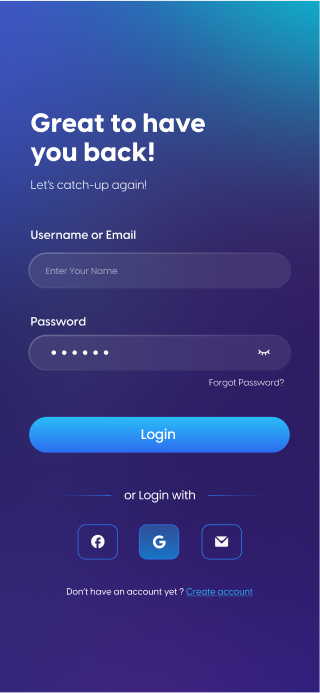 Great to have
you back!
Let's catch-up again!
Username or Email
Enter Your Name
Password
Forgot Password?
Login
or Login with
Don't have an account yet ? Create account